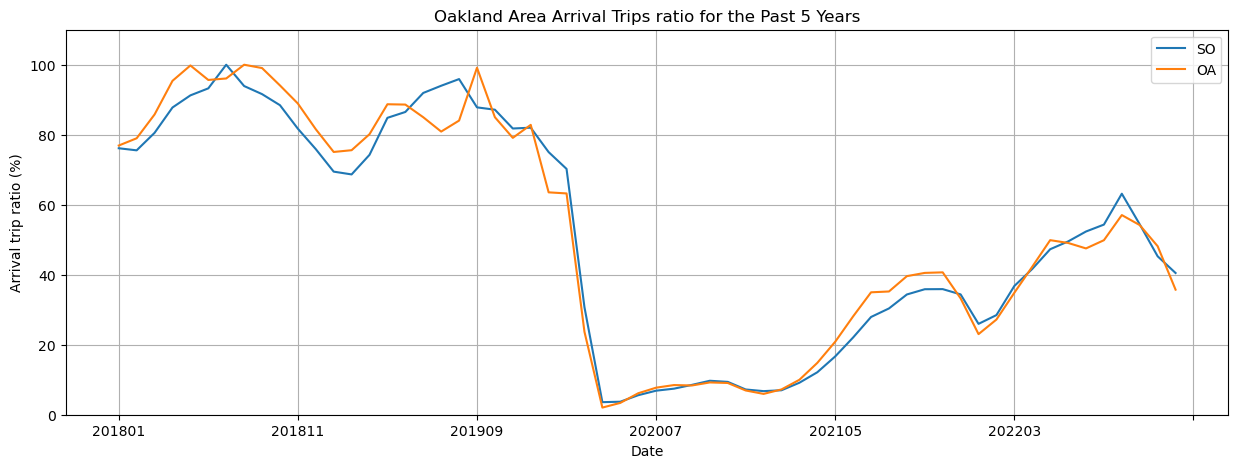 Oakland Area Arrival Trips ratio for the Past 5 Years
SO
OA
Arrival trip ratio (%)
100
80
60
40
20
0
201801 201811 201909 202007 202105 202203
Date